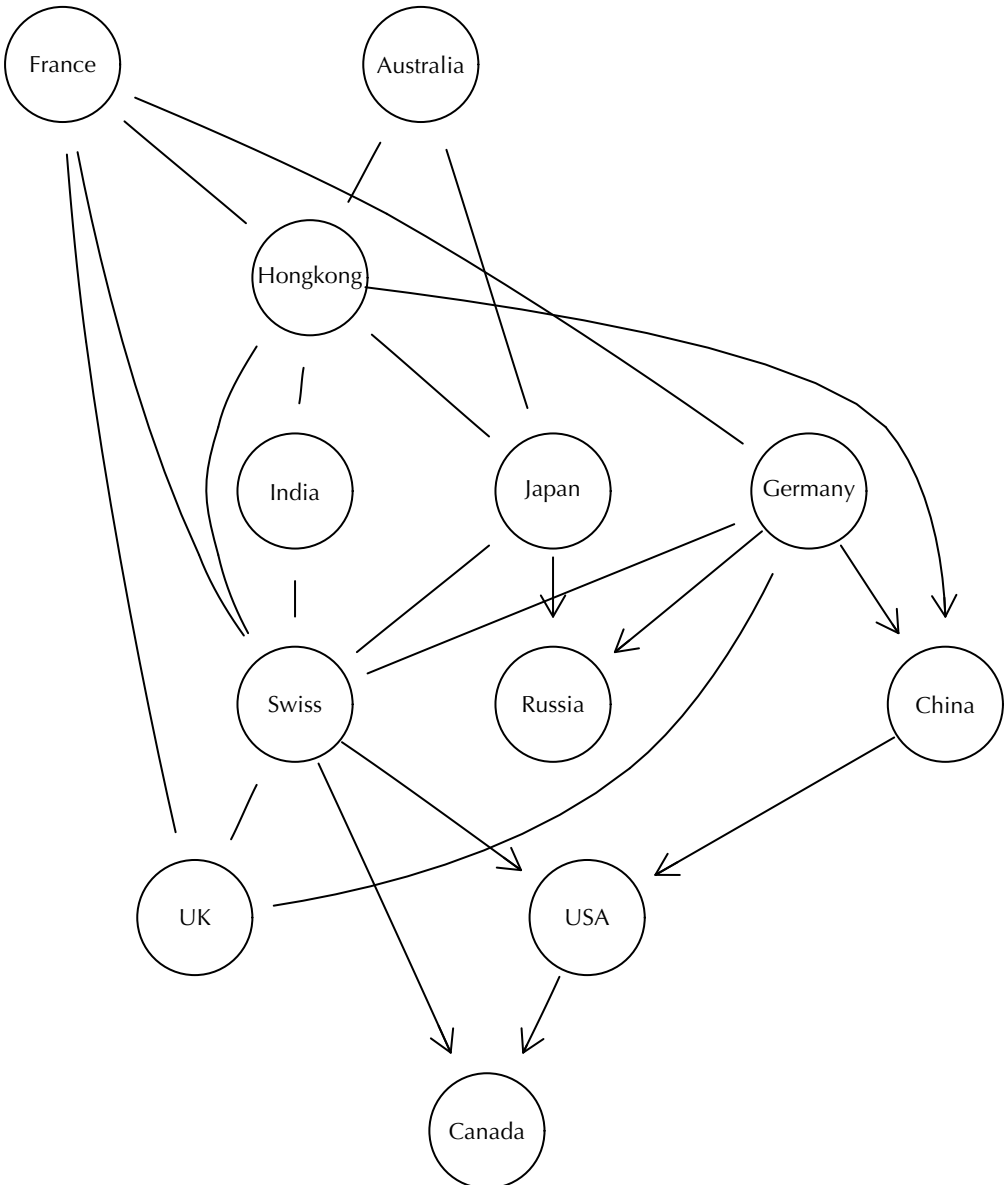 France
Australia
Hongkong
India
Japan
Germany
Swiss
Russia
China
UK
USA
Canada